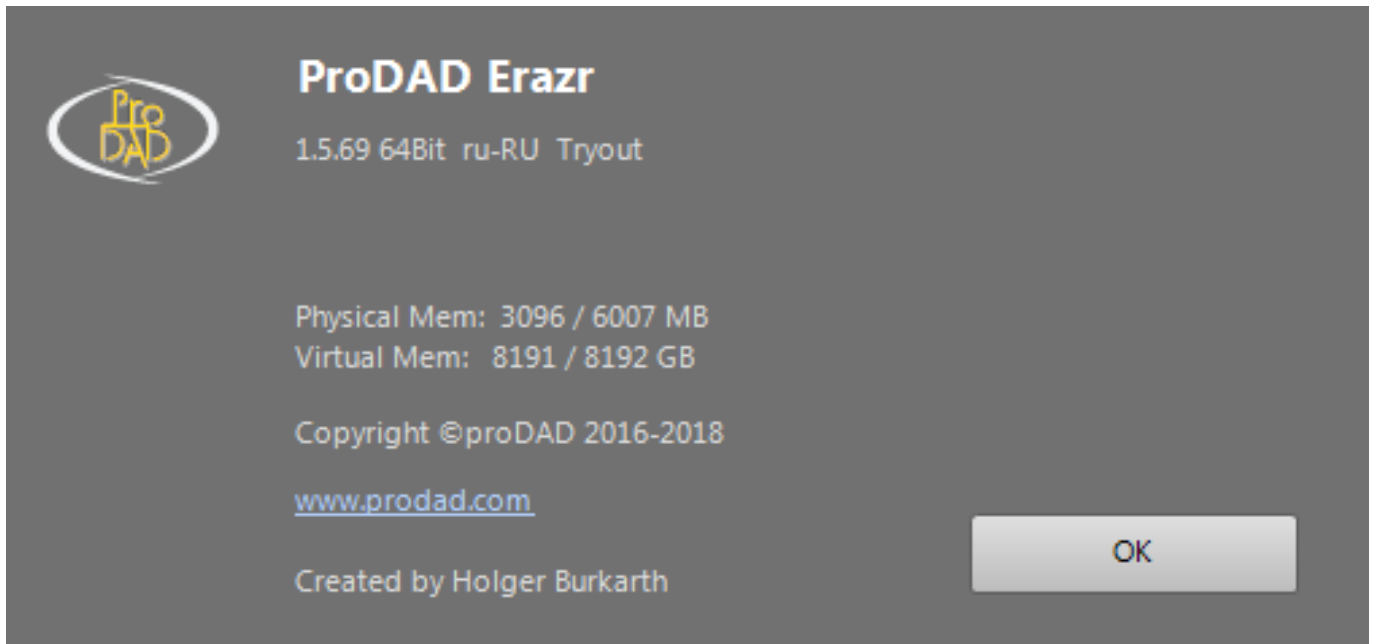 Pro
DAD
ProDAD Erazr
1.5.69 64Bit ru-RU Tryout
Physical Mem: 3096 / 6007 MB
Virtual Mem: 8191 / 8192 GB
Copyright ©proDAD 2016-2018
www.prodad.com
OK
Created by Holger Burkarth